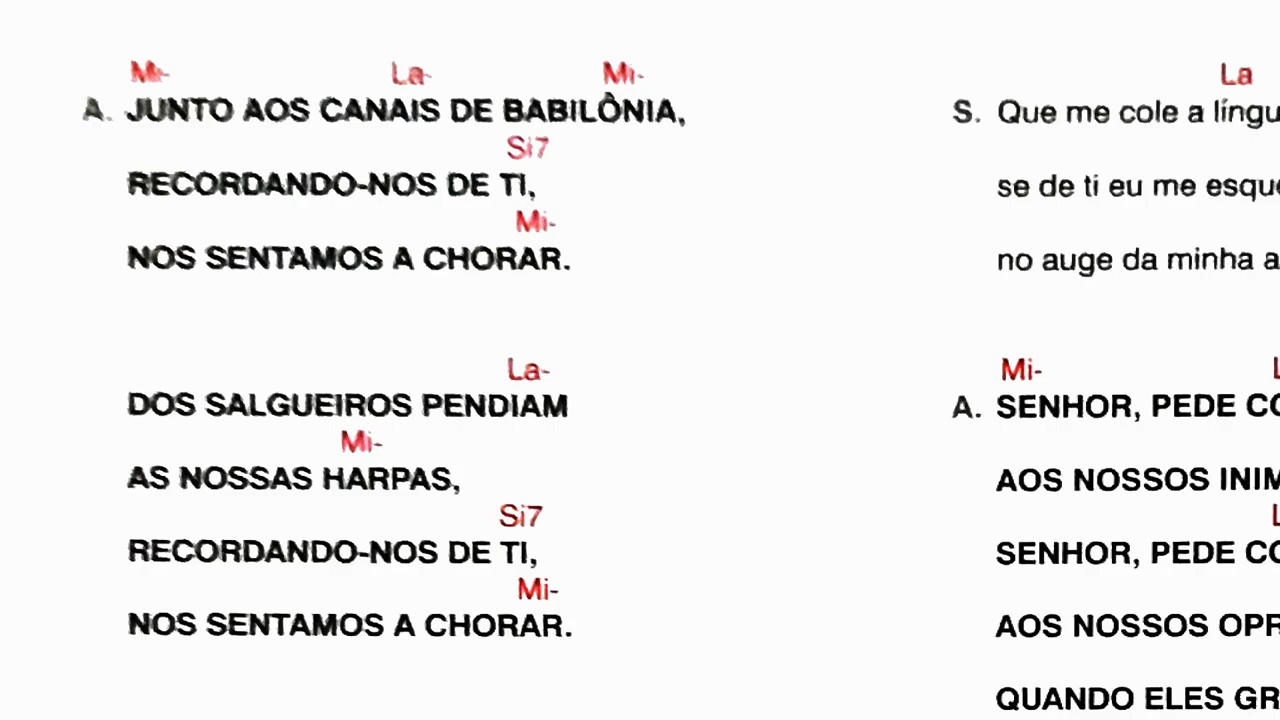 Mi- La- Mi-
A. JUNTO AOS CANAIS DE BABILÔNIA,
Si7
RECORDANDO-NOS DE TI,
Mi-
NOS SENTAMOS A CHORAR.
La-
DOS SALGUEIROS PENDIAM
Mi-
AS NOSSAS HARPAS,
Si7
RECORDANDO-NOS DE TI,
Mi-
NOS SENTAMOS A CHORAR.
La
S. Que me cole a
se de ti eu me
no auge da minha
Mi-
A. SENHOR, PEDE
AOS NOSSOS
SENHOR, PEDE
AOS NOSSOS
QUANDO ELES